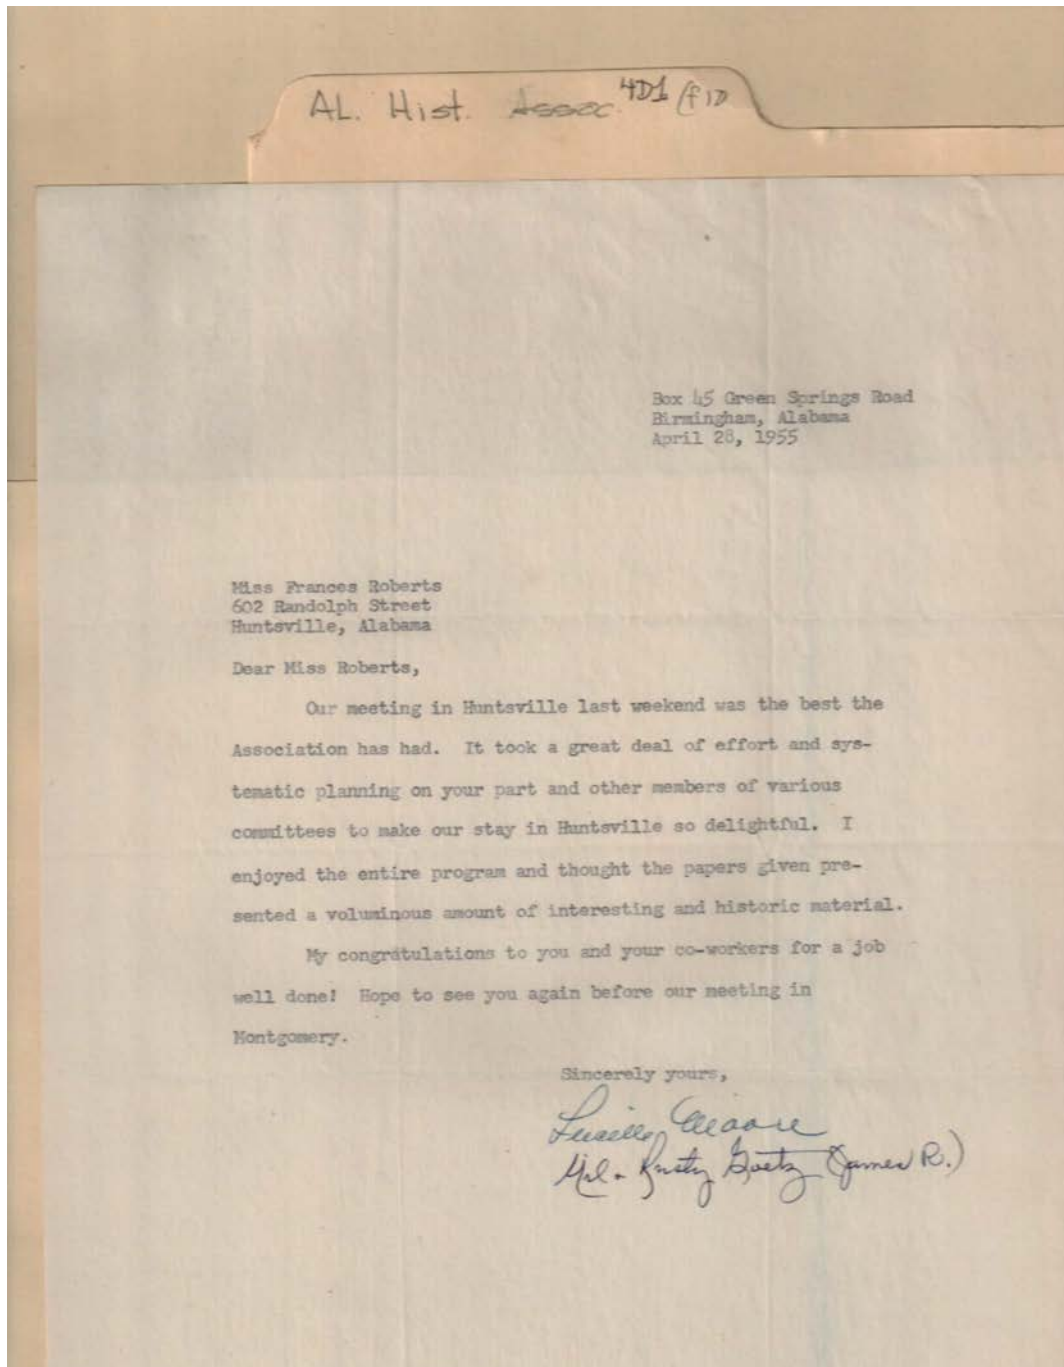 AL. Hist. Assoc. 4D1 (f17)
Box 45 Green Springs Road
Birmingham, Alabama
April 28, 1955
Miss Frances Roberts
602 Randolph Street
Huntsville, Alabama
Dear Miss Roberts,
Our meeting in Huntsville last weekend was the best the
Association has had. It took a great deal of effort and sys-
tematic planning on your part and other members of various
committees to make our stay in Huntsville so delightful. I
enjoyed the entire program and thought the papers given pre-
sented a voluminous amount of interesting and historic material.
My congratulations to you and your co-workers for a job
well done! Hope to see you again before our meeting in
Montgomery.
Sincerely yours,
Lucille Moore
Goetz (James R.)